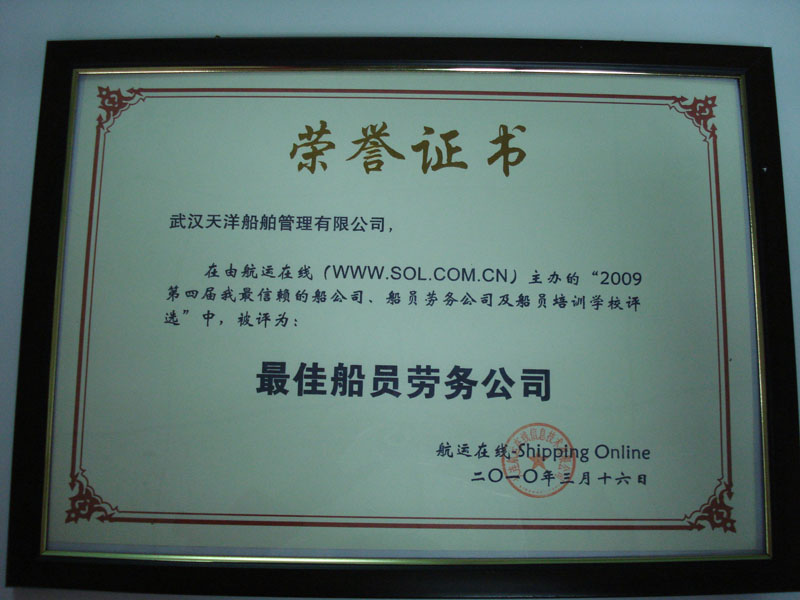 荣誉证书
武汉天洋船舶管理有限公司，
在由航运在线（WWW.SOL.COM.CN）主办的“2009
第四届我最信赖的船公司、船员劳务公司及船员培训学校评
选”中，被评为：
最佳船员劳务公司
航运在线-Shipping Online
二〇一〇年三月十六日